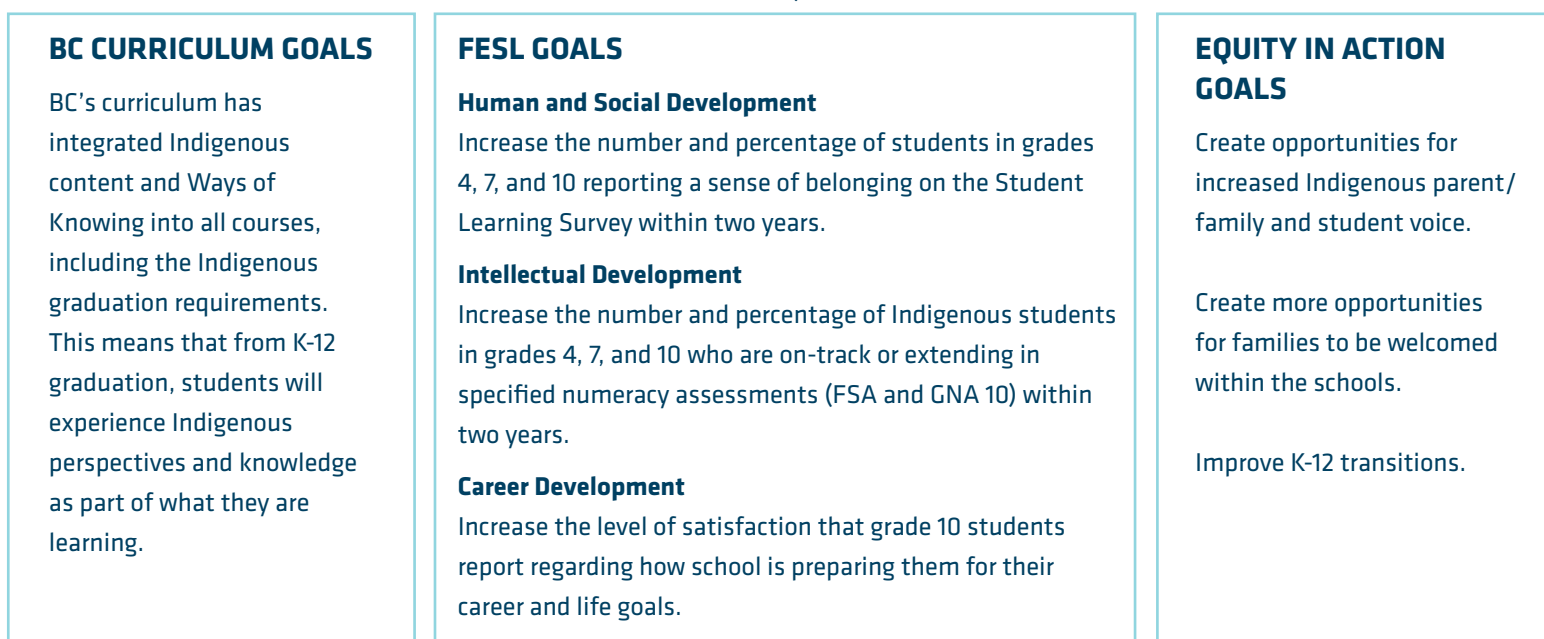 BC CURRICULUM GOALS
BC’s curriculum has
integrated Indigenous
content and Ways of
Knowing into all courses,
including the Indigenous
graduation requirements.
This means that from K-12
graduation, students will
experience Indigenous
perspectives and knowledge
as part of what they are
learning.
FESL GOALS
Human and Social Development
Increase the number and percentage of students in grades
4, 7, and 10 reporting a sense of belonging on the Student
Learning Survey within two years.
Intellectual Development
Increase the number and percentage of Indigenous students
in grades 4, 7, and 10 who are on-track or extending in
specified numeracy assessments (FSA and GNA 10) within
two years.
Career Development
Increase the level of satisfaction that grade 10 students
report regarding how school is preparing them for their
career and life goals.
EQUITY IN ACTION
GOALS
Create opportunities for
increased Indigenous parent/
family and student voice.
Create more opportunities
for families to be welcomed
within the schools.
Improve K-12 transitions.